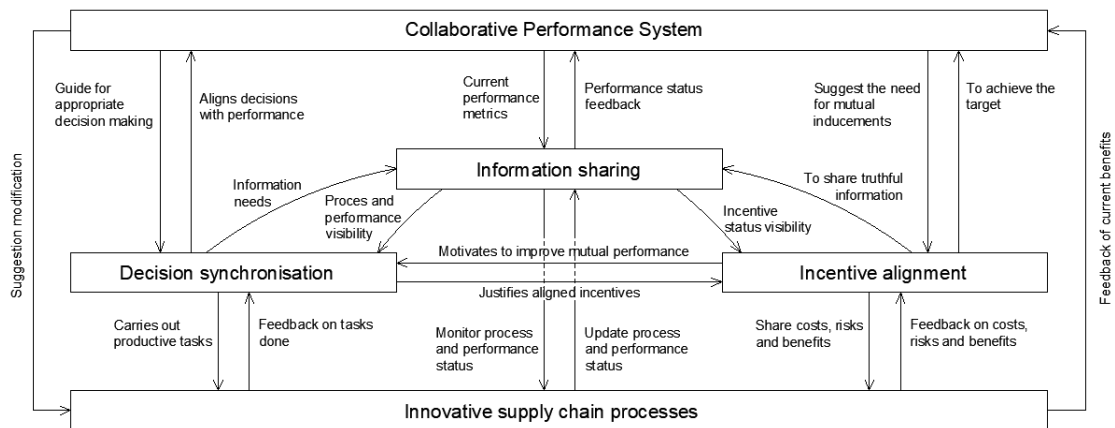 Collaborative Performance System
Guide for
appropriate
decision making
Aligns decisions
with performance
Current
performance
metrics
Performance status
feedback
Suggest the need
for mutual
inducements
To achieve the
target
Suggestion modification
Feedback of current benefits
Information sharing
Information
needs
Proces and
performance
visibility
To share truthful
information
Incentive
status visibility
Motivates to improve mutual performance
Decision synchronisation
Incentive alignment
Justifies aligned incentives
Carries out
productive tasks
Feedback on tasks
done
Monitor process
and performance
status
Update process
and performance
status
Share costs, risks
and benefits
Feedback on costs,
risks and benefits
Innovative supply chain processes